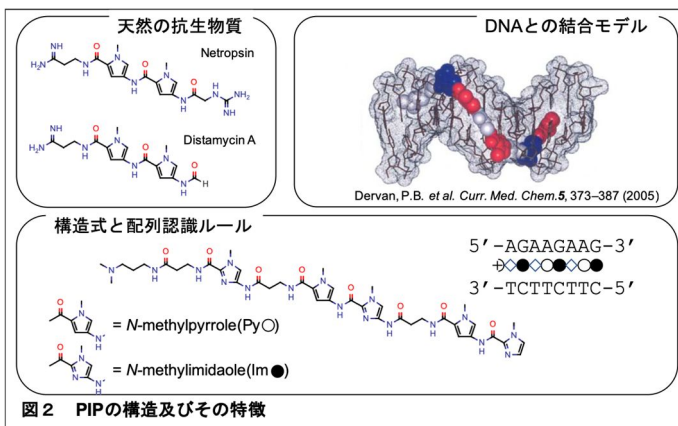 天然の抗生物質
Netropsin
Distamycin A
DNAとの結合モデル
Dervan, P.B. et al. Curr. Med. Chem.5, 373–387 (2005)
構造式と配列認識ルール
5′-AGAAGAAG-3′
3′-TCTTCTTC-5′
= N-methylpyrrole(Py○)
= N-methylimidaole(Im●)
図2 PIPの構造及びその特徴